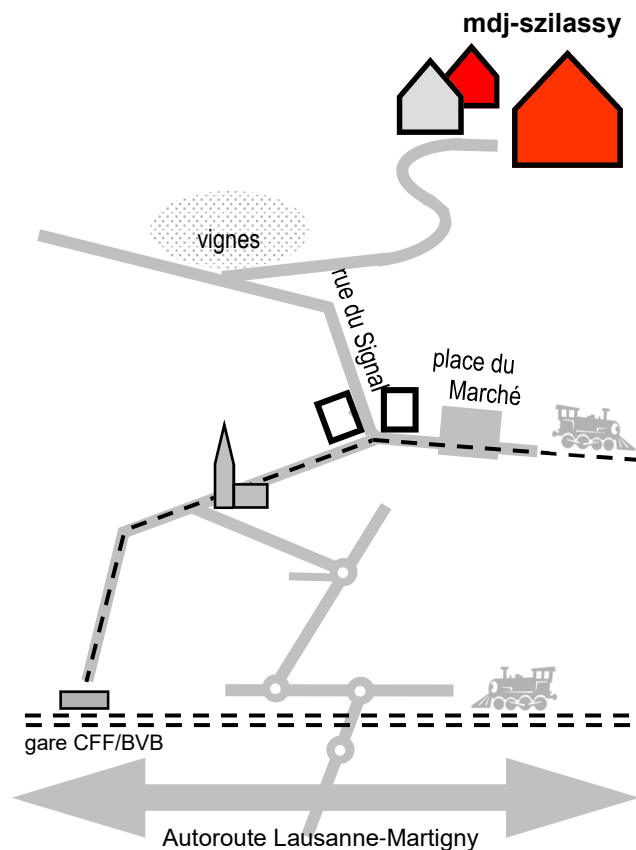 mdj-szilassy
vignes
rue du Signal
place du
Marché
gare CFF/BVB
Autoroute Lausanne-Martigny